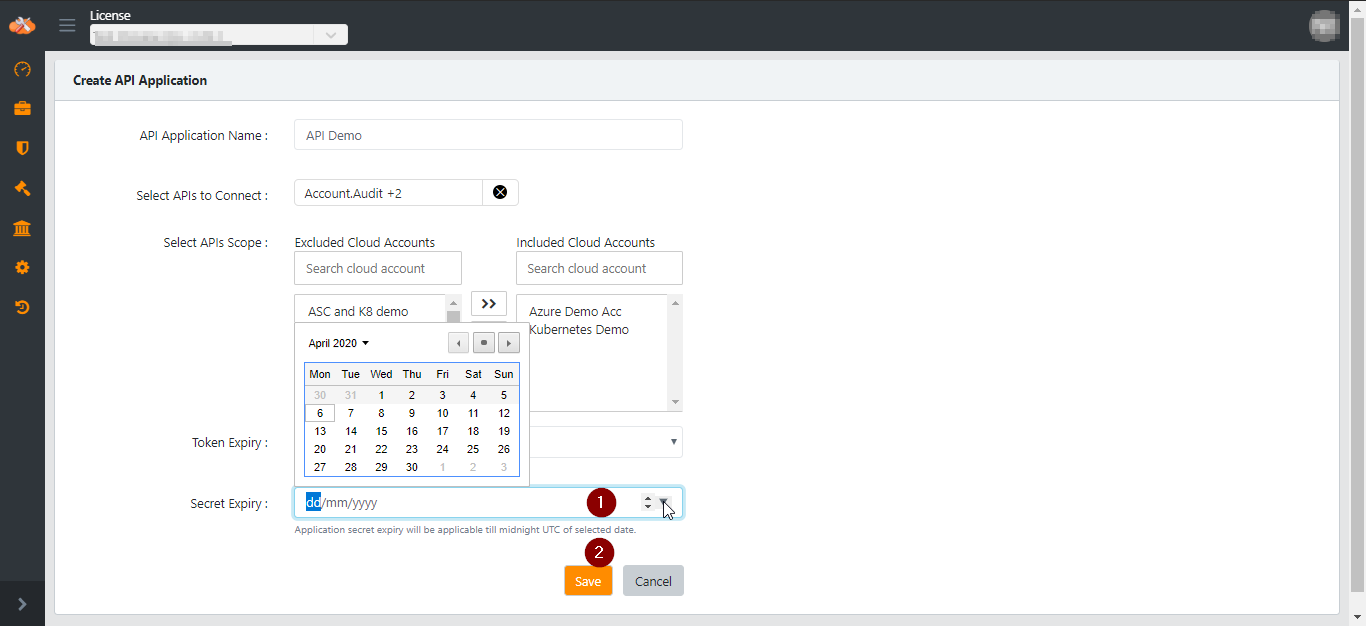 License
Create API Application
API Application Name :
API Demo
Select APIs to Connect :
Account.Audit +2
Select APIs Scope :
Excluded Cloud Accounts
Included Cloud Accounts
Search cloud account
Search cloud account
ASC and K8 demo
>>
Azure Demo Acc
Kubernetes Demo
April 2020
Mon Tue Wed Thu Fri Sat Sun
30 31 1 2 3 4 5
6 7 8 9 10 11 12
13 14 15 16 17 18 19
20 21 22 23 24 25 26
27 28 29 30 1 2 3
Token Expiry :
Secret Expiry :
dd/mm/yyyy
1
Application secret expiry will be applicable till midnight UTC of selected date.
2
Save
Cancel